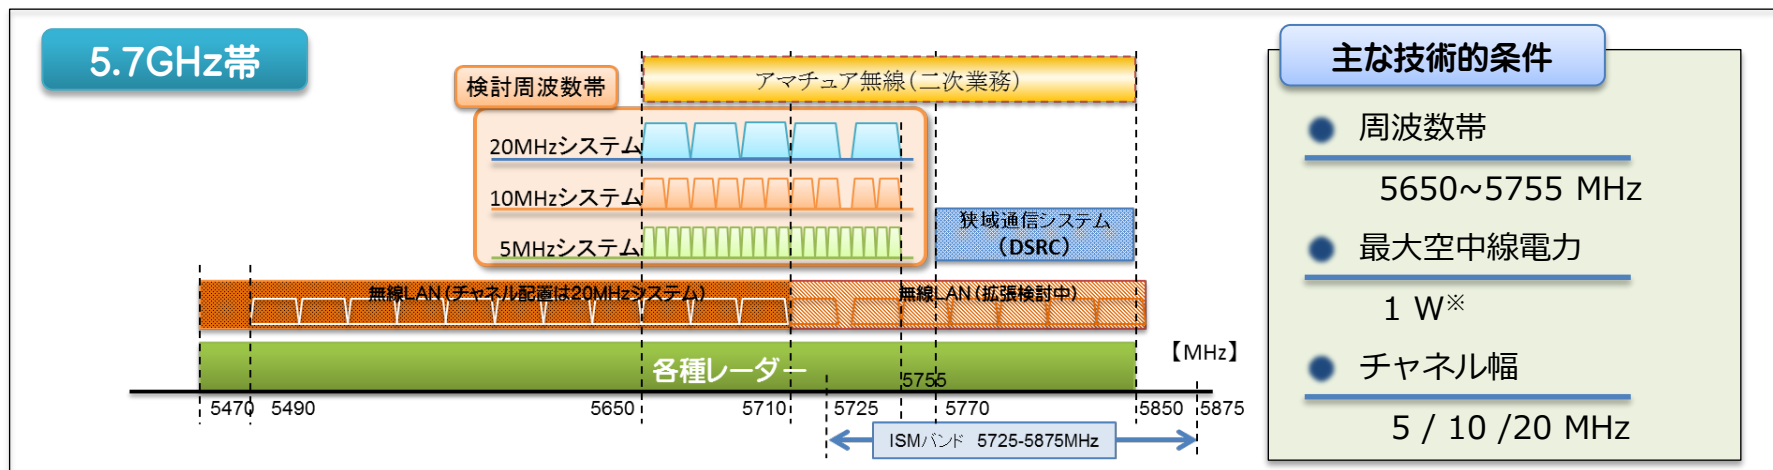 5.7GHz帯
検討周波数帯
アマチュア無線(二次業務)
20MHzシステム
10MHzシステム
5MHzシステム
狭域通信システム
(DSRC)
無線LAN(チャネル配置は20MHzシステム)
無線LAN(拡張検討中)
各種レーダー
【MHz】
5470
5490
5650
5710
5725
5755
5770
5850
5875
ISMバンド 5725-5875MHz
主な技術的条件
周波数帯
5650~5755 MHz
最大空中線電力
1 W※
チャネル幅
5 / 10 /20 MHz